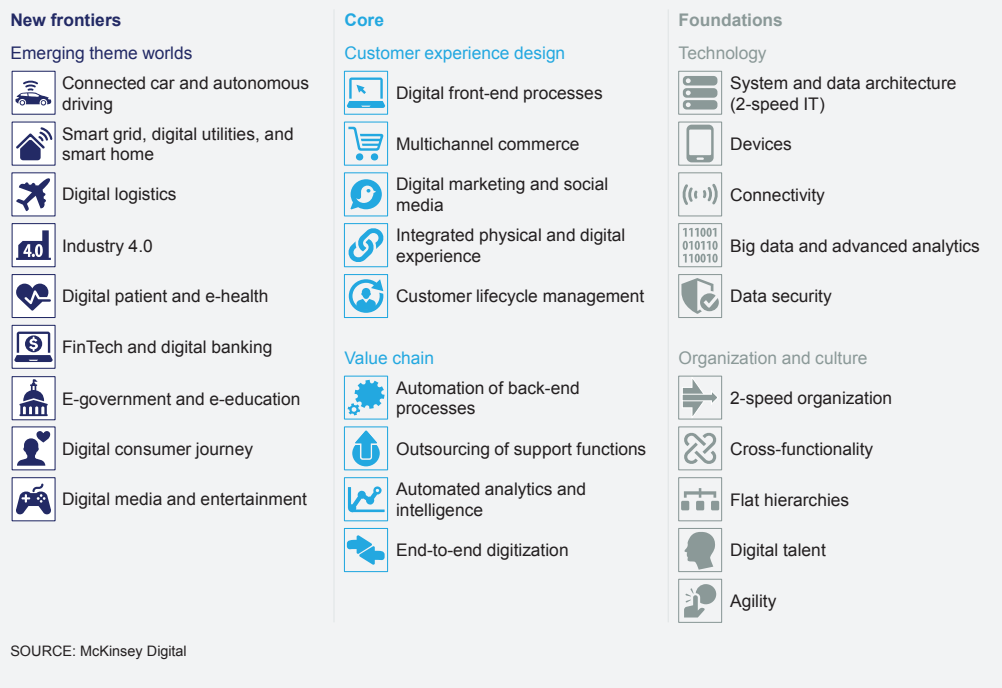 New frontiers
Emerging theme worlds
Connected car and autonomous
driving
Smart grid, digital utilities, and
smart home
Digital logistics
4.0
Industry 4.0
Digital patient and e-health
$
FinTech and digital banking
E-government and e-education
Digital consumer journey
Digital media and entertainment
Core
Customer experience design
Digital front-end processes
Multichannel commerce
Digital marketing and social
media
Integrated physical and digital
experience
Customer lifecycle management
Value chain
Automation of back-end
processes
Outsourcing of support functions
Automated analytics and
intelligence
End-to-end digitization
Foundations
Technology
System and data architecture
(2-speed IT)
Devices
Connectivity
111001
010110
110010
Big data and advanced analytics
Data security
Organization and culture
2-speed organization
Cross-functionality
Flat hierarchies
Digital talent
Agility
SOURCE: McKinsey Digital